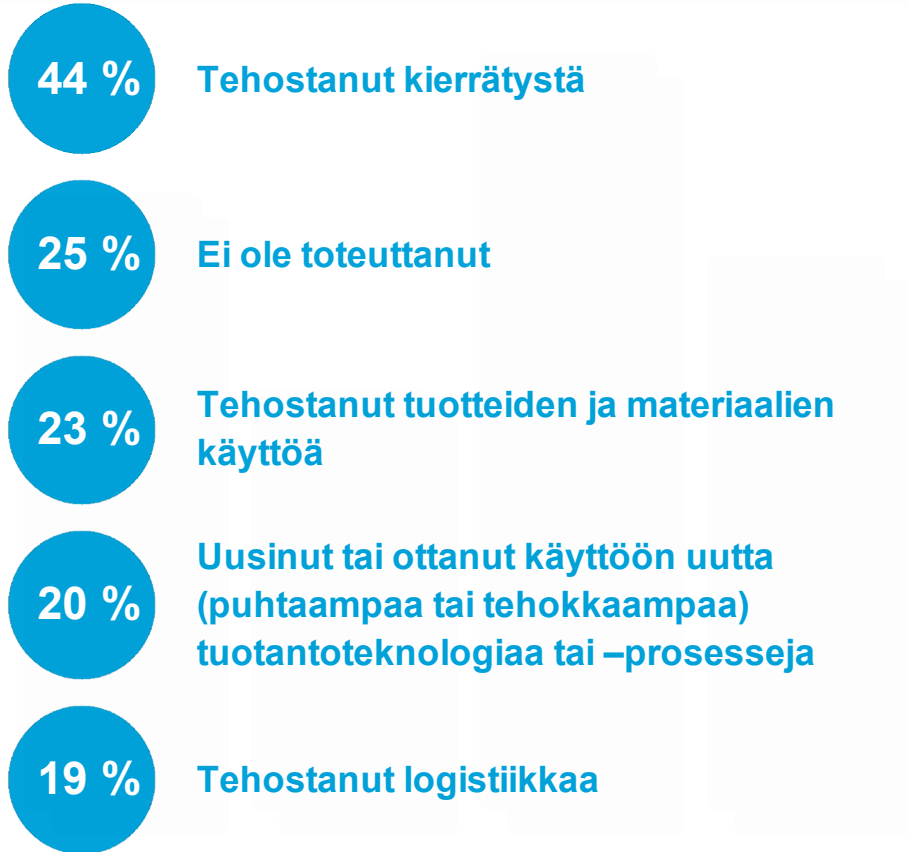 44 %
Tehostanut kierrätystä
25 %
Ei ole toteuttanut
23 %
Tehostanut tuotteiden ja materiaalien
käyttöä
20 %
Uusinut tai ottanut käyttöön uutta
(puhtaampaa tai tehokkaampaa)
tuotantoteknologiaa tai –prosesseja
19 %
Tehostanut logistiikkaa